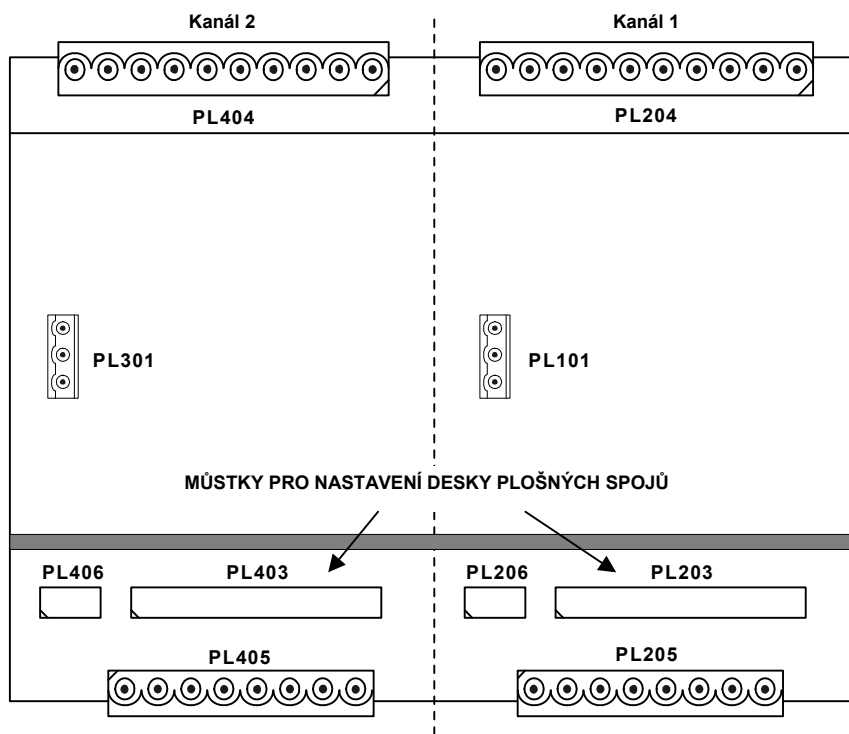 Kanál 2 Kanál 1
PL404 PL204
PL301 PL101
MŮSTKY PRO NASTAVENÍ DESKY PLOŠNÝCH SPOJŮ
PL406 PL403 PL206 PL203
PL405 PL205